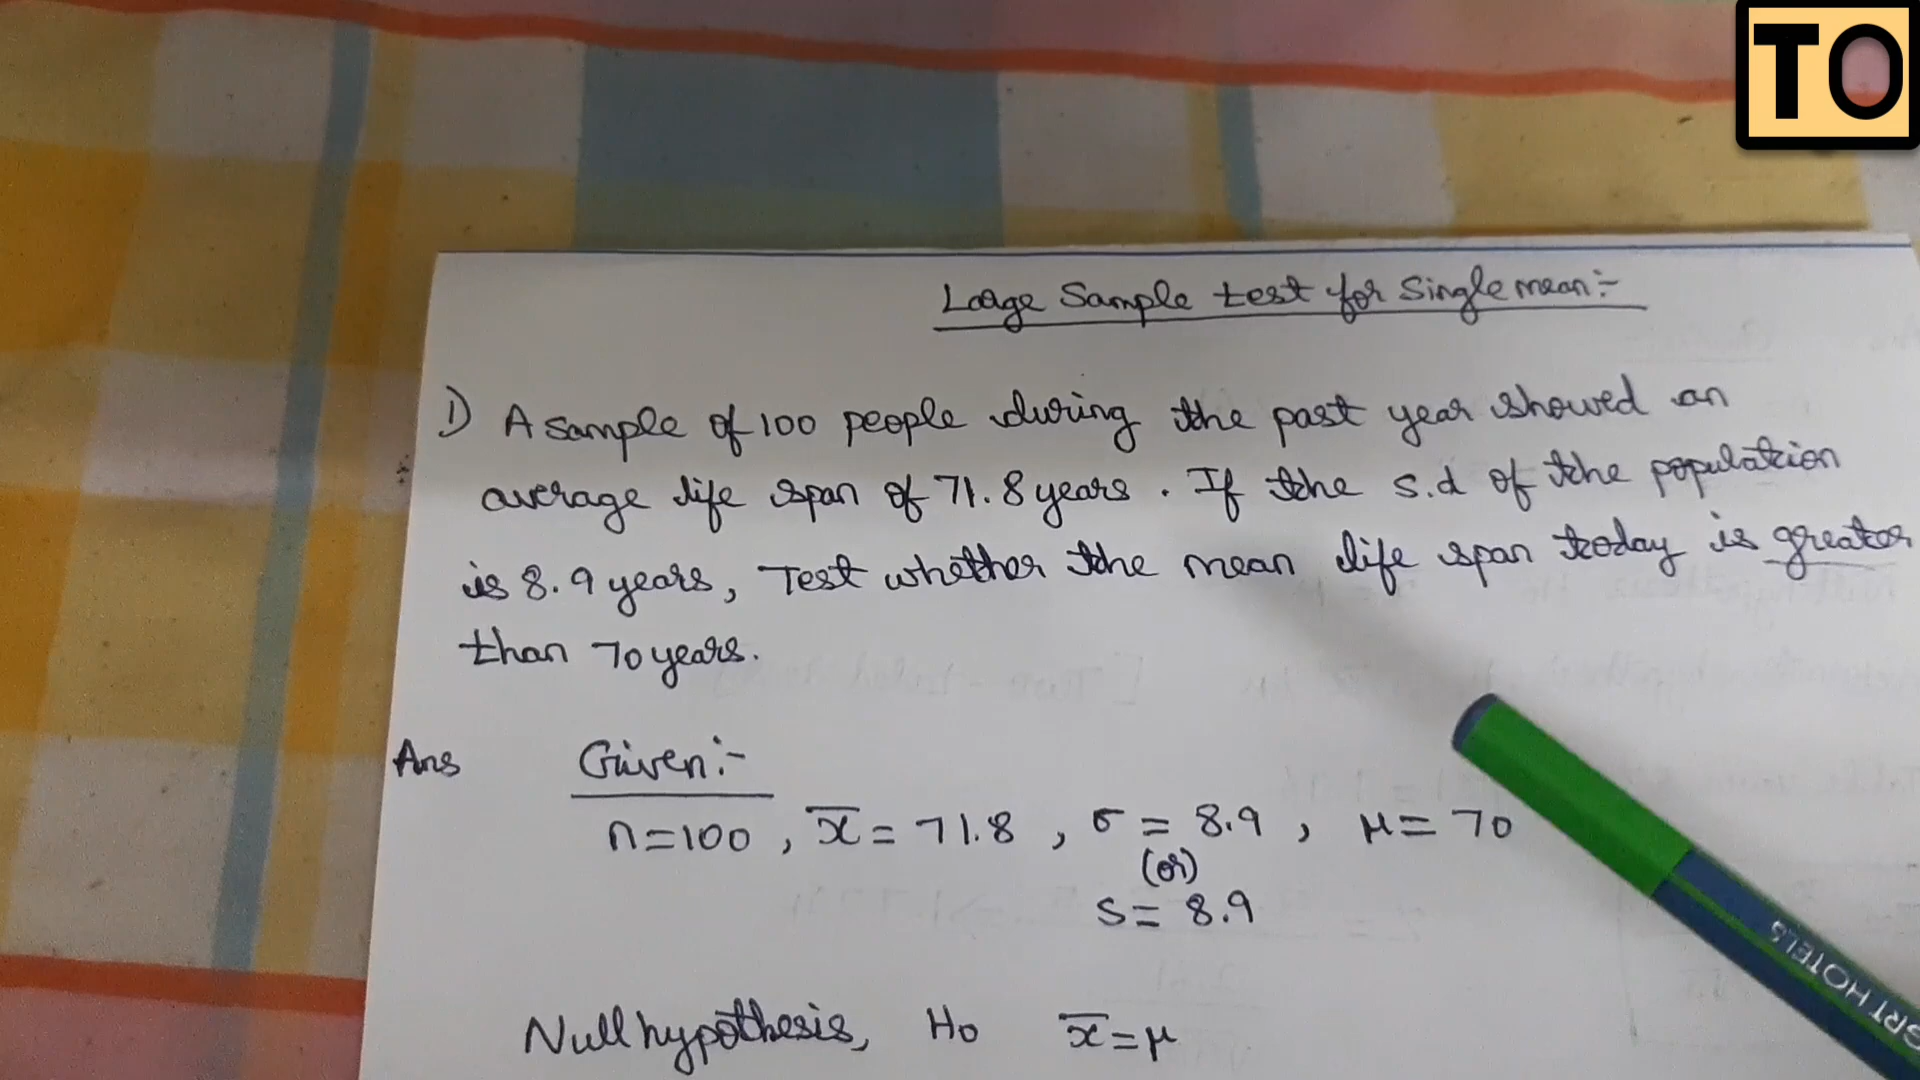 TO
Large Sample test for Single mean:-
1) A sample of 100 people during the past year showed an
average life span of 71.8 years. If the s.d of the population
is 8.9 years, Test whether the mean life span today is greater
than 70 years.
Ans Given:-
n=100, x̄ = 71.8, σ = 8.9, μ = 70
(or)
s = 8.9
Null hypothesis, H₀ x̄ = μ
GRT HOTELS